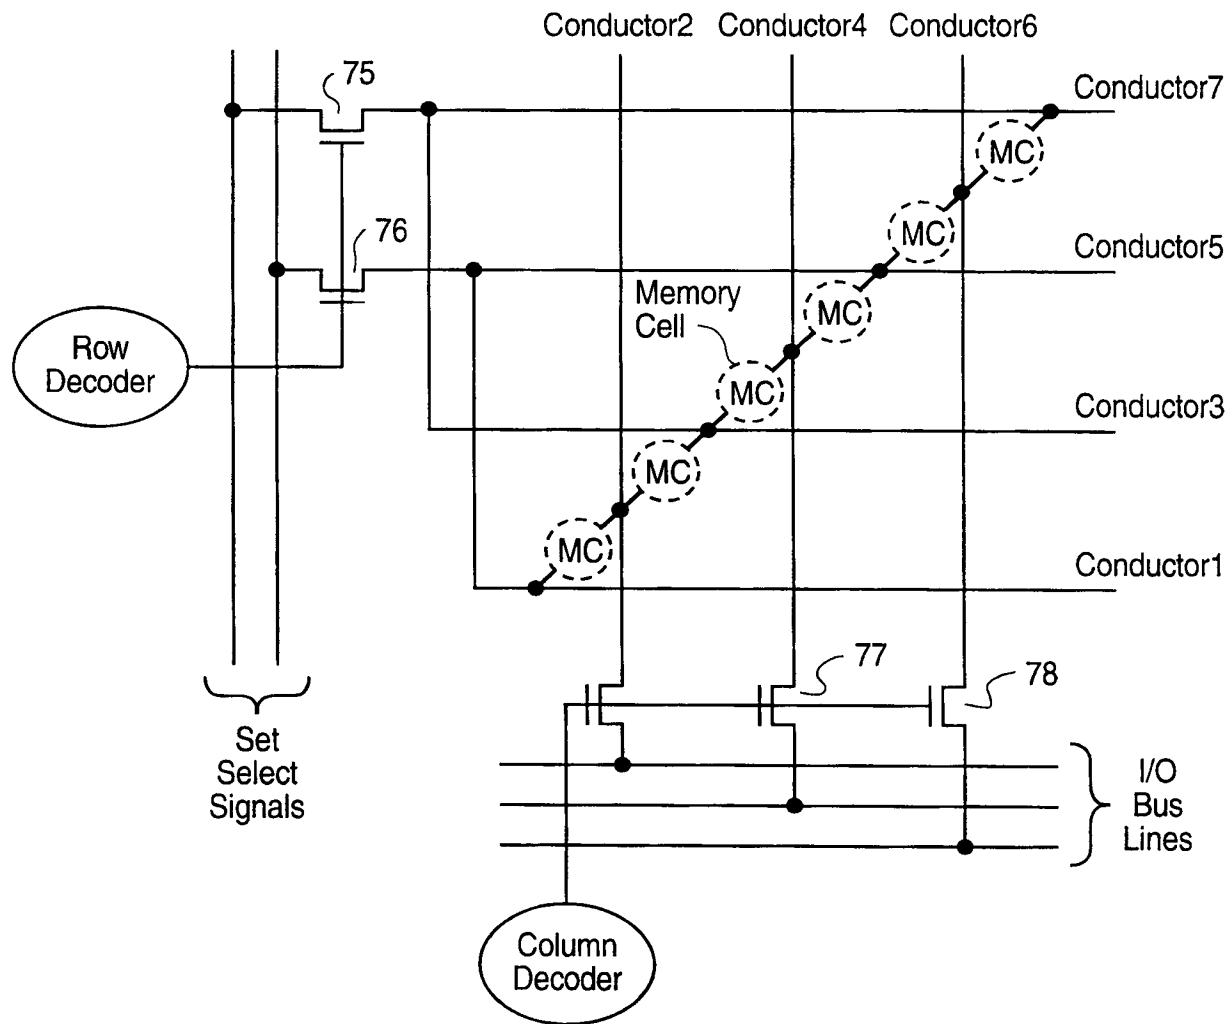 Conductor2 Conductor4 Conductor6
75
Conductor7
MC
76
MC
Conductor5
Memory
Cell
MC
Row
Decoder
MC
Conductor3
MC
MC
Conductor1
77
78
Set
Select
Signals
I/O
Bus
Lines
Column
Decoder